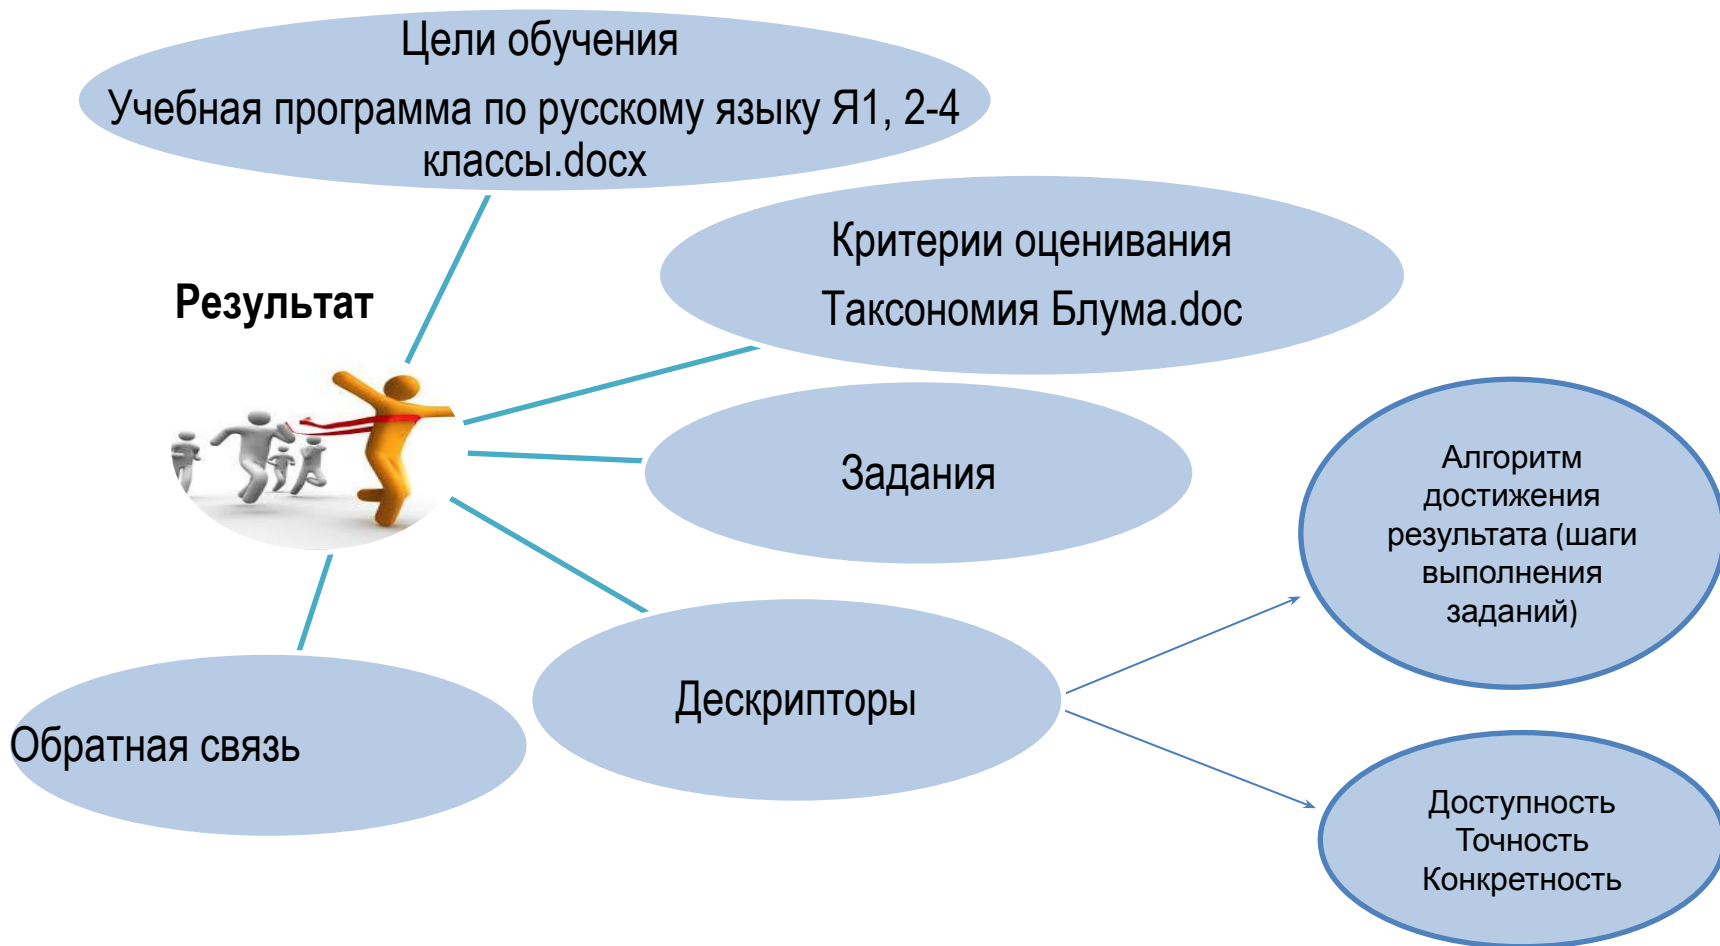 Цели обучения
Учебная программа по русскому языку Я1, 2-4
классы.docx
Критерии оценивания
Таксономия Блума.doc
Результат
Задания
Алгоритм
достижения
результата (шаги
выполнения
заданий)
Дескрипторы
Обратная связь
Доступность
Точность
Конкретность